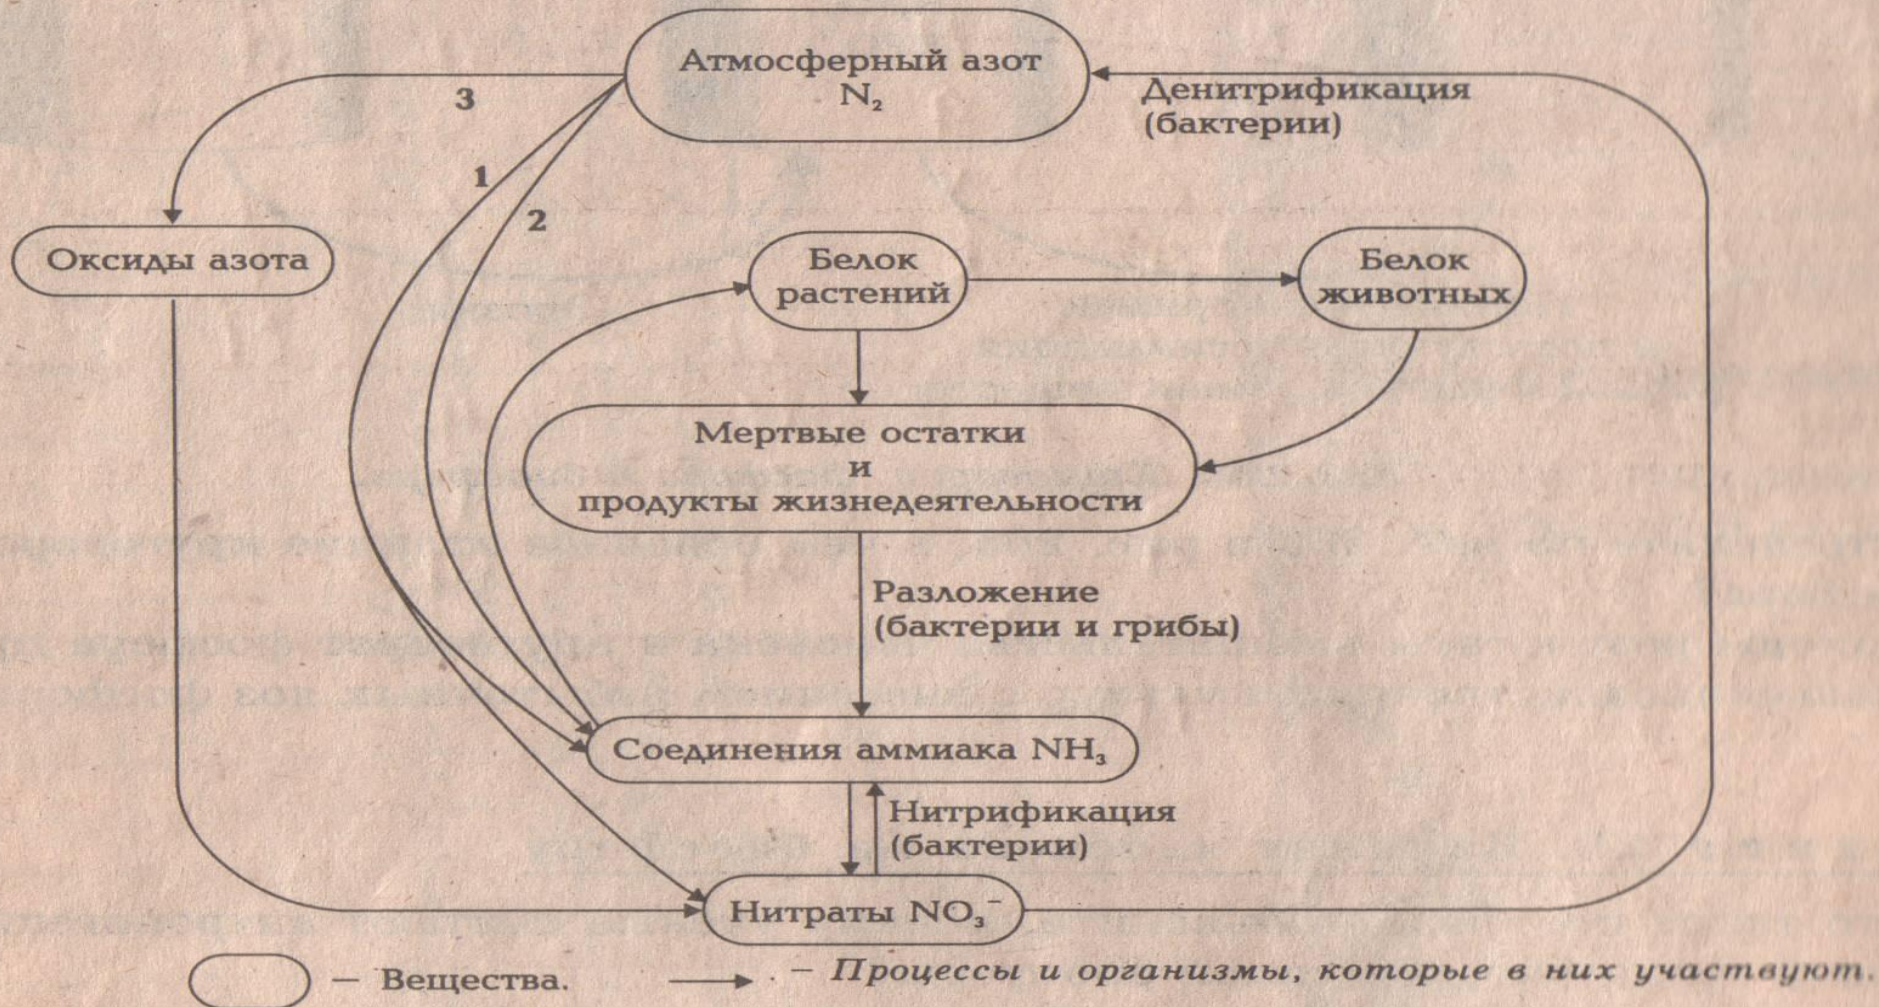 Атмосферный азот
N₂
Денитрификация
(бактерии)
3
1
2
Оксиды азота
Белок
растений
Белок
животных
Мертвые остатки
и
продукты жизнедеятельности
Разложение
(бактерии и грибы)
Соединения аммиака NH₃
Нитрификация
(бактерии)
Нитраты NO₃⁻
— Вещества.
— Процессы и организмы, которые в них участвуют.